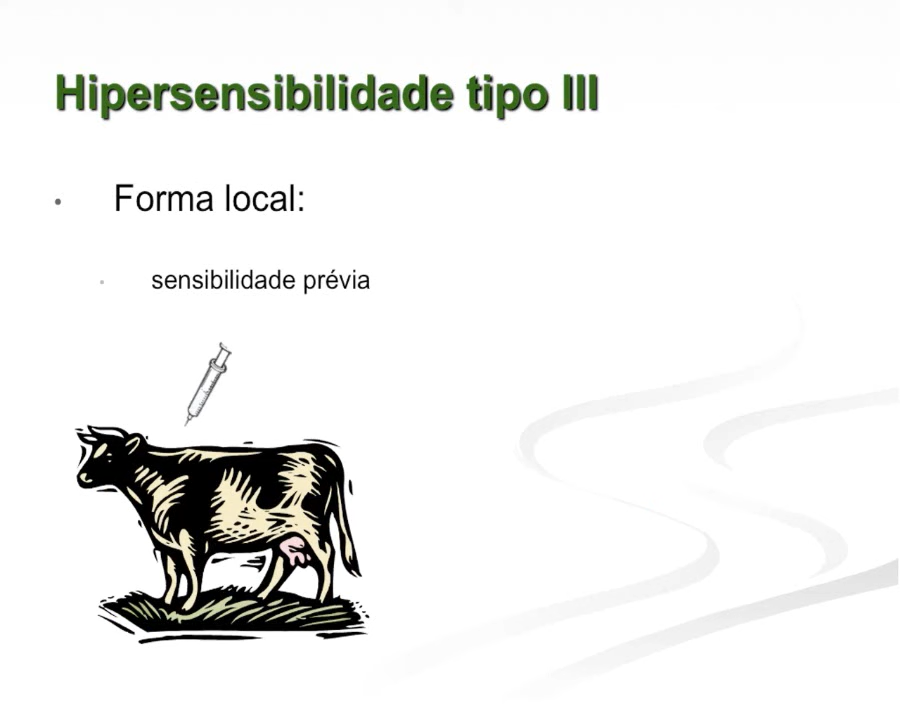 Hipersensibilidade tipo III
• Forma local:
• sensibilidade prévia